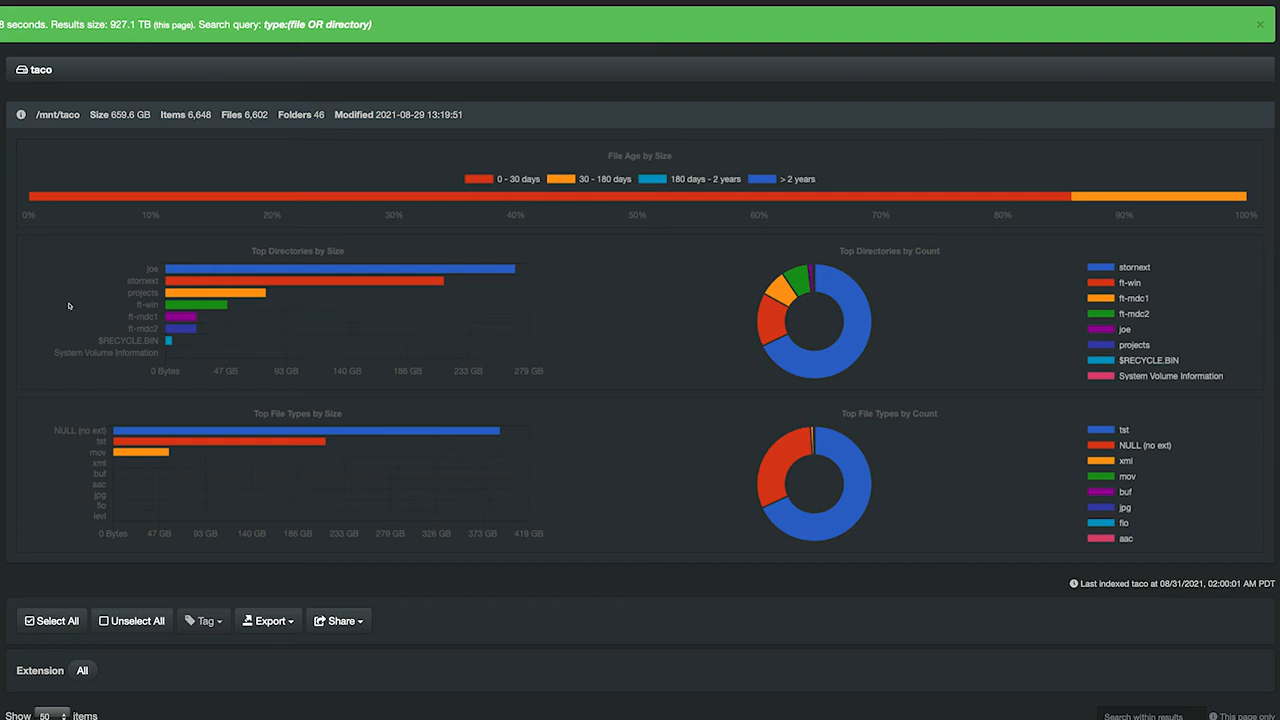 8 seconds. Results size: 927.1 TB (this page). Search query: type:(file OR directory) ×
taco
/mnt/taco Size 659.6 GB Items 6,648 Files 6,602 Folders 46 Modified 2021-08-29 13:19:51
File Age by Size
0 - 30 days 30 - 180 days 180 days - 2 years > 2 years
0% 10% 20% 30% 40% 50% 60% 70% 80% 90% 100%
Top Directories by Size
joe
stornext
projects
ft-win
ft-mdc1
ft-mdc2
$RECYCLE.BIN
System Volume Information
0 Bytes 47 GB 93 GB 140 GB 186 GB 233 GB 279 GB
Top Directories by Count
stornext
ft-win
ft-mdc1
ft-mdc2
joe
projects
$RECYCLE.BIN
System Volume Information
Top File Types by Size
NULL (no ext)
tst
mov
xml
buf
aac
jpg
fio
levl
0 Bytes 47 GB 93 GB 140 GB 186 GB 233 GB 279 GB 326 GB 373 GB 419 GB
Top File Types by Count
tst
NULL (no ext)
xml
mov
buf
jpg
fio
aac
Last indexed taco at 08/31/2021, 02:00:01 AM PDT
Select All Unselect All Tag Export Share
Extension All
Show 50 items Search within results This page only